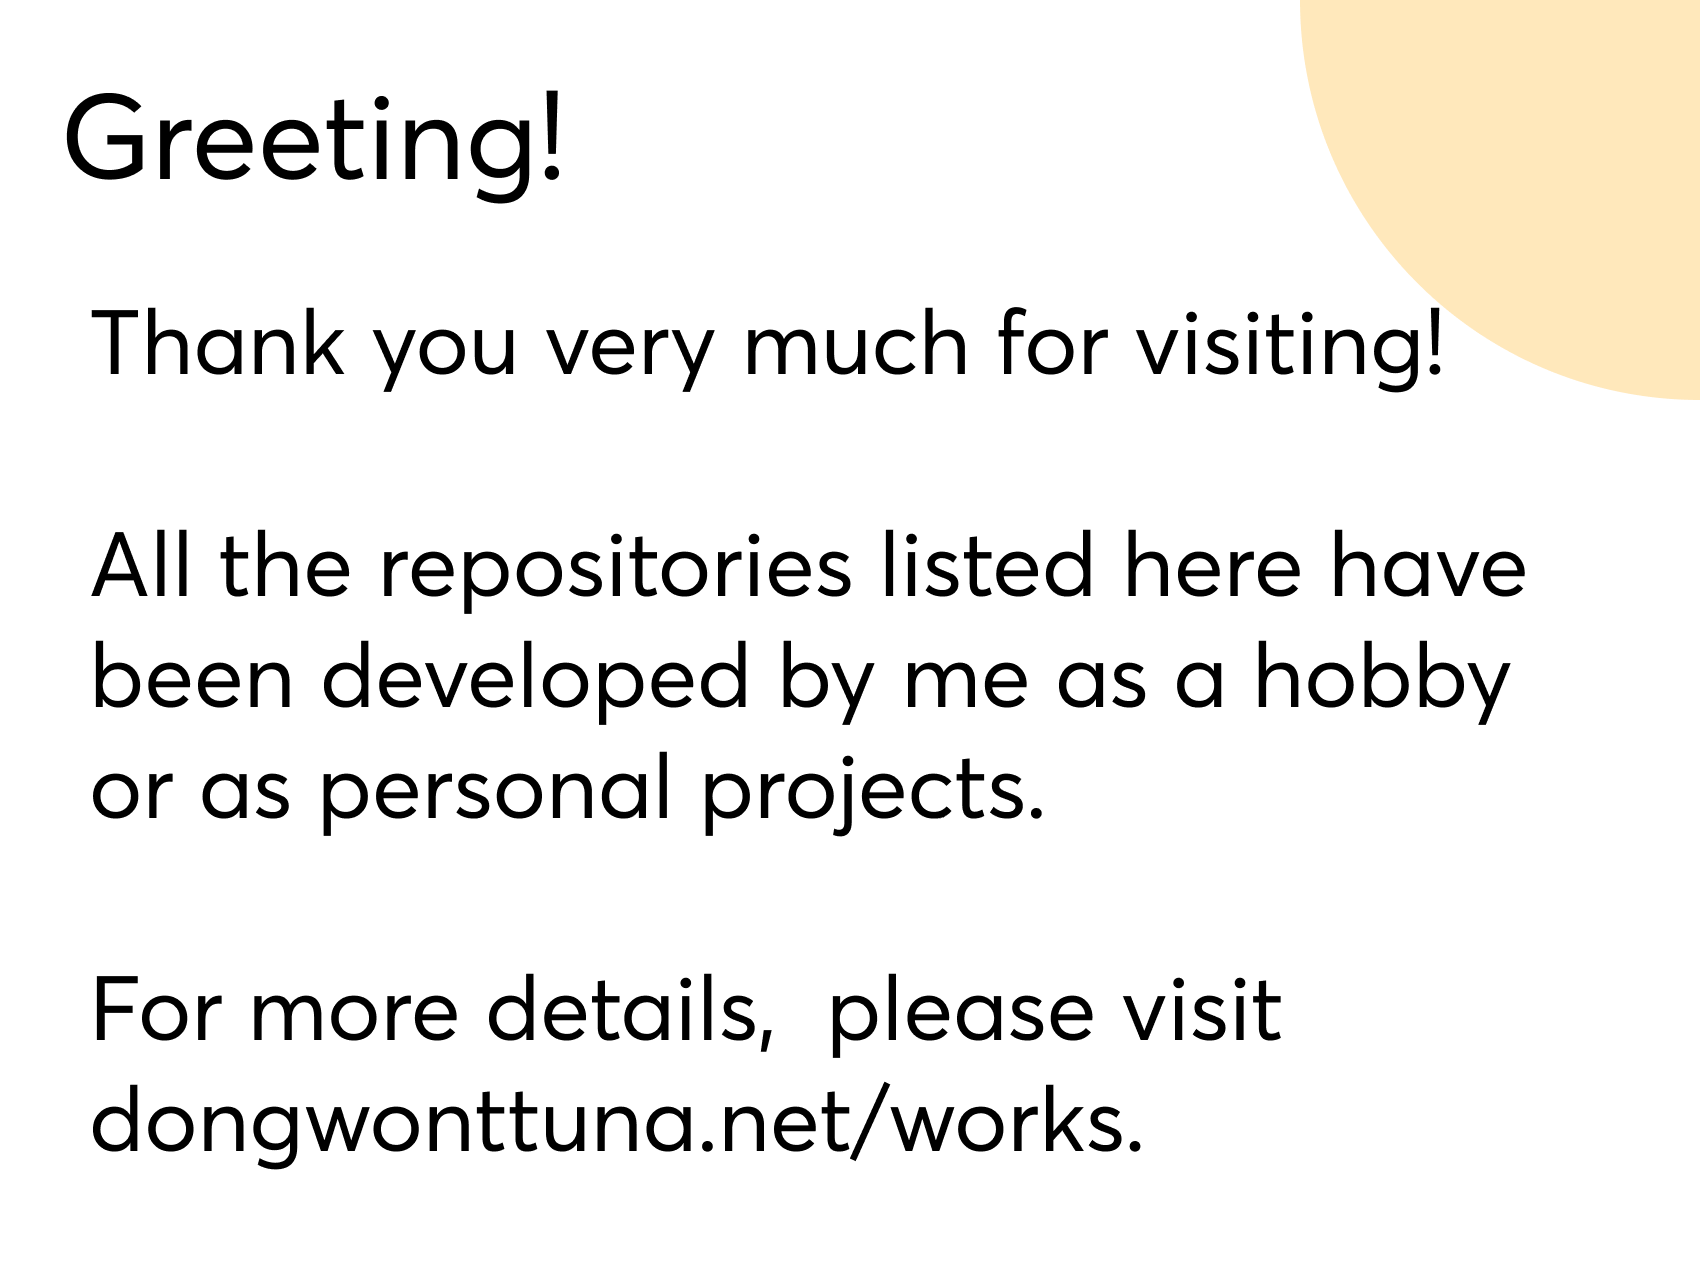 Greeting!
Thank you very much for visiting!
All the repositories listed here have
been developed by me as a hobby
or as personal projects.
For more details,  please visit
dongwonttuna.net/works.